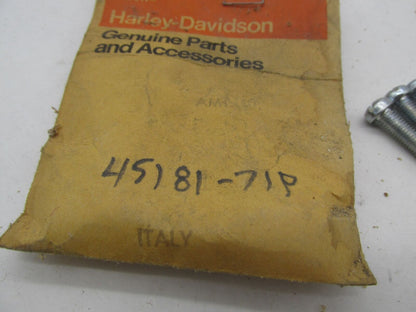 Harley-Davidson
Genuine Parts
and Accessories
45181-71P
ITALY